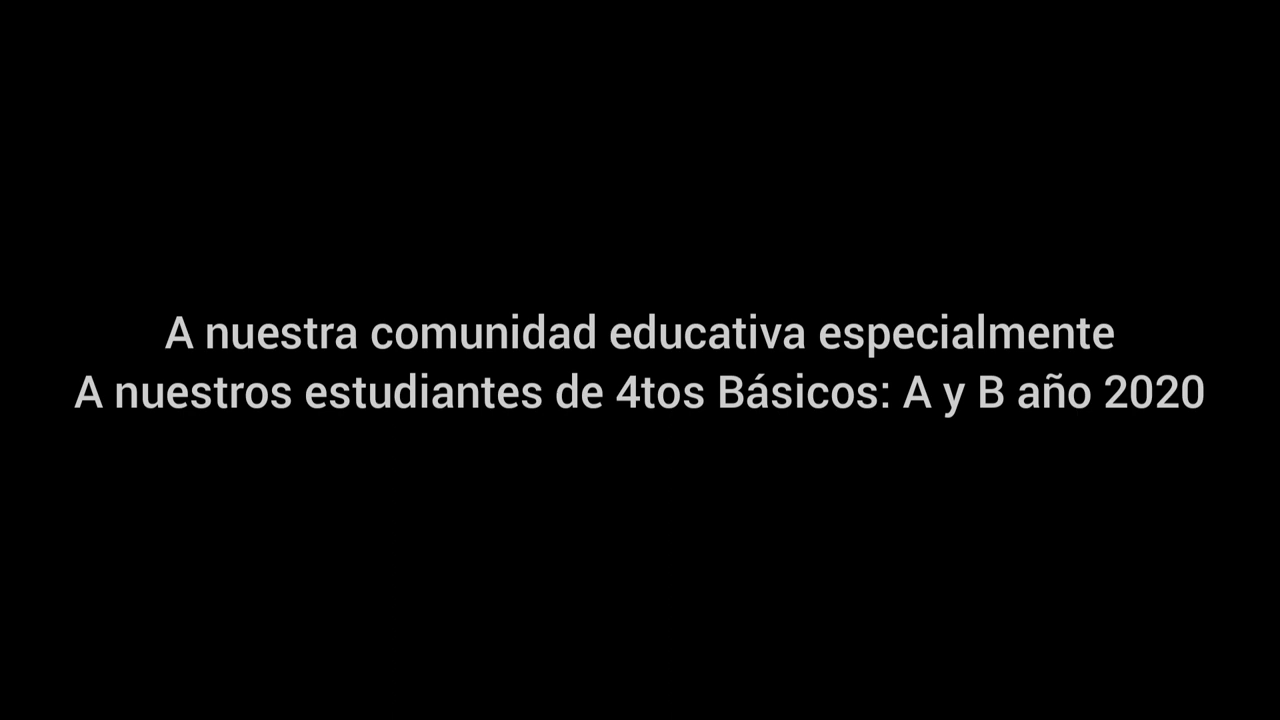 A nuestra comunidad educativa especialmente
A nuestros estudiantes de 4tos Básicos: A y B año 2020